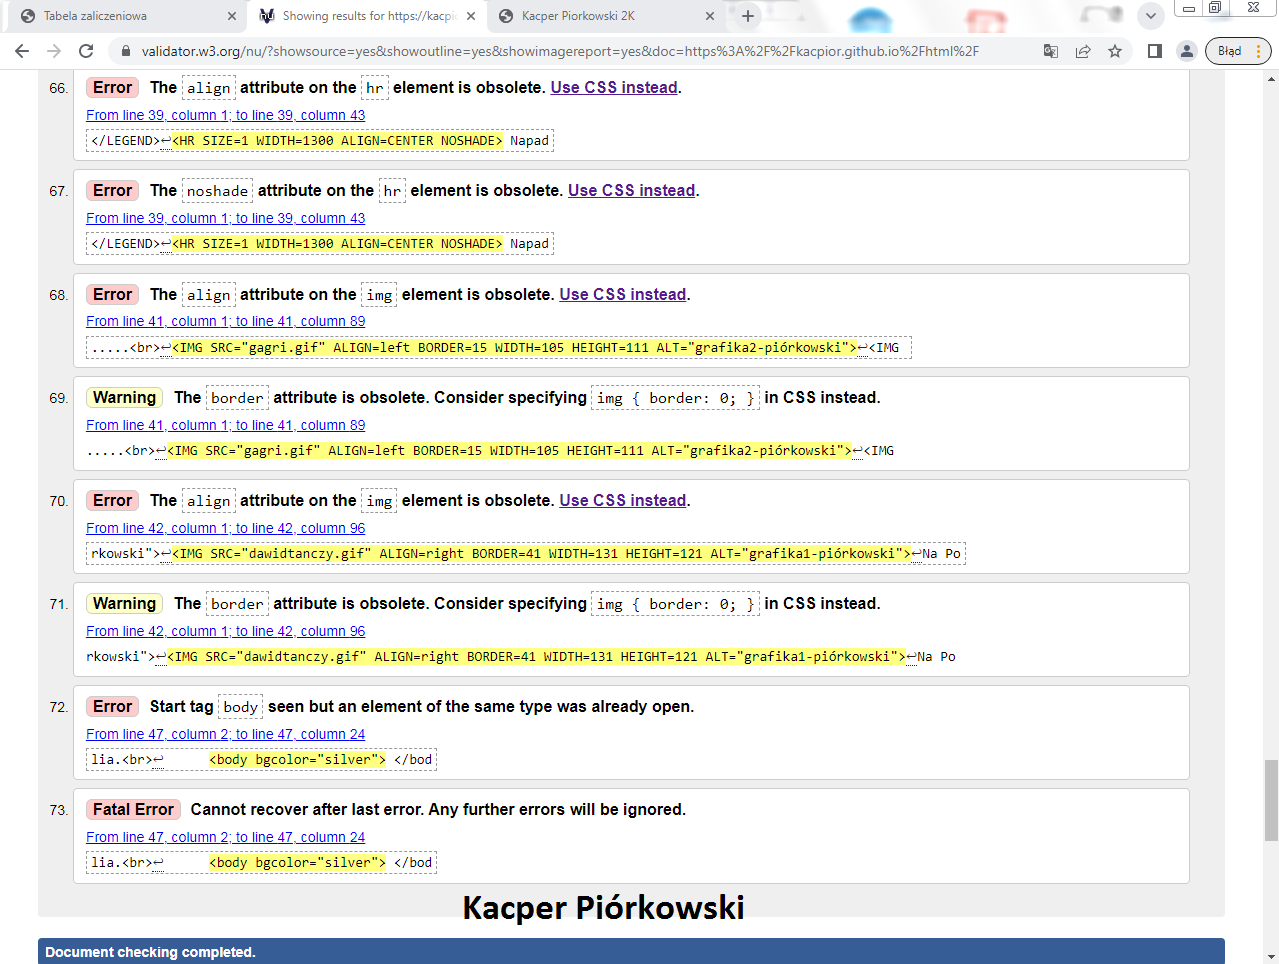 Tabela zaliczeniowa
Showing results for https://kacpio
Kacper Piorkowski 2K
validator.w3.org/nu/?showsource=yes&showoutline=yes&showimagereport=yes&doc=https%3A%2F%2Fkacpior.github.io%2Fhtml%2F
Błąd
66. Error The align attribute on the hr element is obsolete. Use CSS instead.
From line 39, column 1; to line 39, column 43
</LEGEND>↩<HR SIZE=1 WIDTH=1300 ALIGN=CENTER NOSHADE> Napad
67. Error The noshade attribute on the hr element is obsolete. Use CSS instead.
From line 39, column 1; to line 39, column 43
</LEGEND>↩<HR SIZE=1 WIDTH=1300 ALIGN=CENTER NOSHADE> Napad
68. Error The align attribute on the img element is obsolete. Use CSS instead.
From line 41, column 1; to line 41, column 89
.....<br>↩<IMG SRC="gagri.gif" ALIGN=left BORDER=15 WIDTH=105 HEIGHT=111 ALT="grafika2-piórkowski">↩<IMG
69. Warning The border attribute is obsolete. Consider specifying img { border: 0; } in CSS instead.
From line 41, column 1; to line 41, column 89
.....<br>↩<IMG SRC="gagri.gif" ALIGN=left BORDER=15 WIDTH=105 HEIGHT=111 ALT="grafika2-piórkowski">↩<IMG
70. Error The align attribute on the img element is obsolete. Use CSS instead.
From line 42, column 1; to line 42, column 96
rkowski">↩<IMG SRC="dawidtanczy.gif" ALIGN=right BORDER=41 WIDTH=131 HEIGHT=121 ALT="grafika1-piórkowski">↩Na Po
71. Warning The border attribute is obsolete. Consider specifying img { border: 0; } in CSS instead.
From line 42, column 1; to line 42, column 96
rkowski">↩<IMG SRC="dawidtanczy.gif" ALIGN=right BORDER=41 WIDTH=131 HEIGHT=121 ALT="grafika1-piórkowski">↩Na Po
72. Error Start tag body seen but an element of the same type was already open.
From line 47, column 2; to line 47, column 24
lia.<br>↩ <body bgcolor="silver"> </bod
73. Fatal Error Cannot recover after last error. Any further errors will be ignored.
From line 47, column 2; to line 47, column 24
lia.<br>↩ <body bgcolor="silver"> </bod
Kacper Piórkowski
Document checking completed.